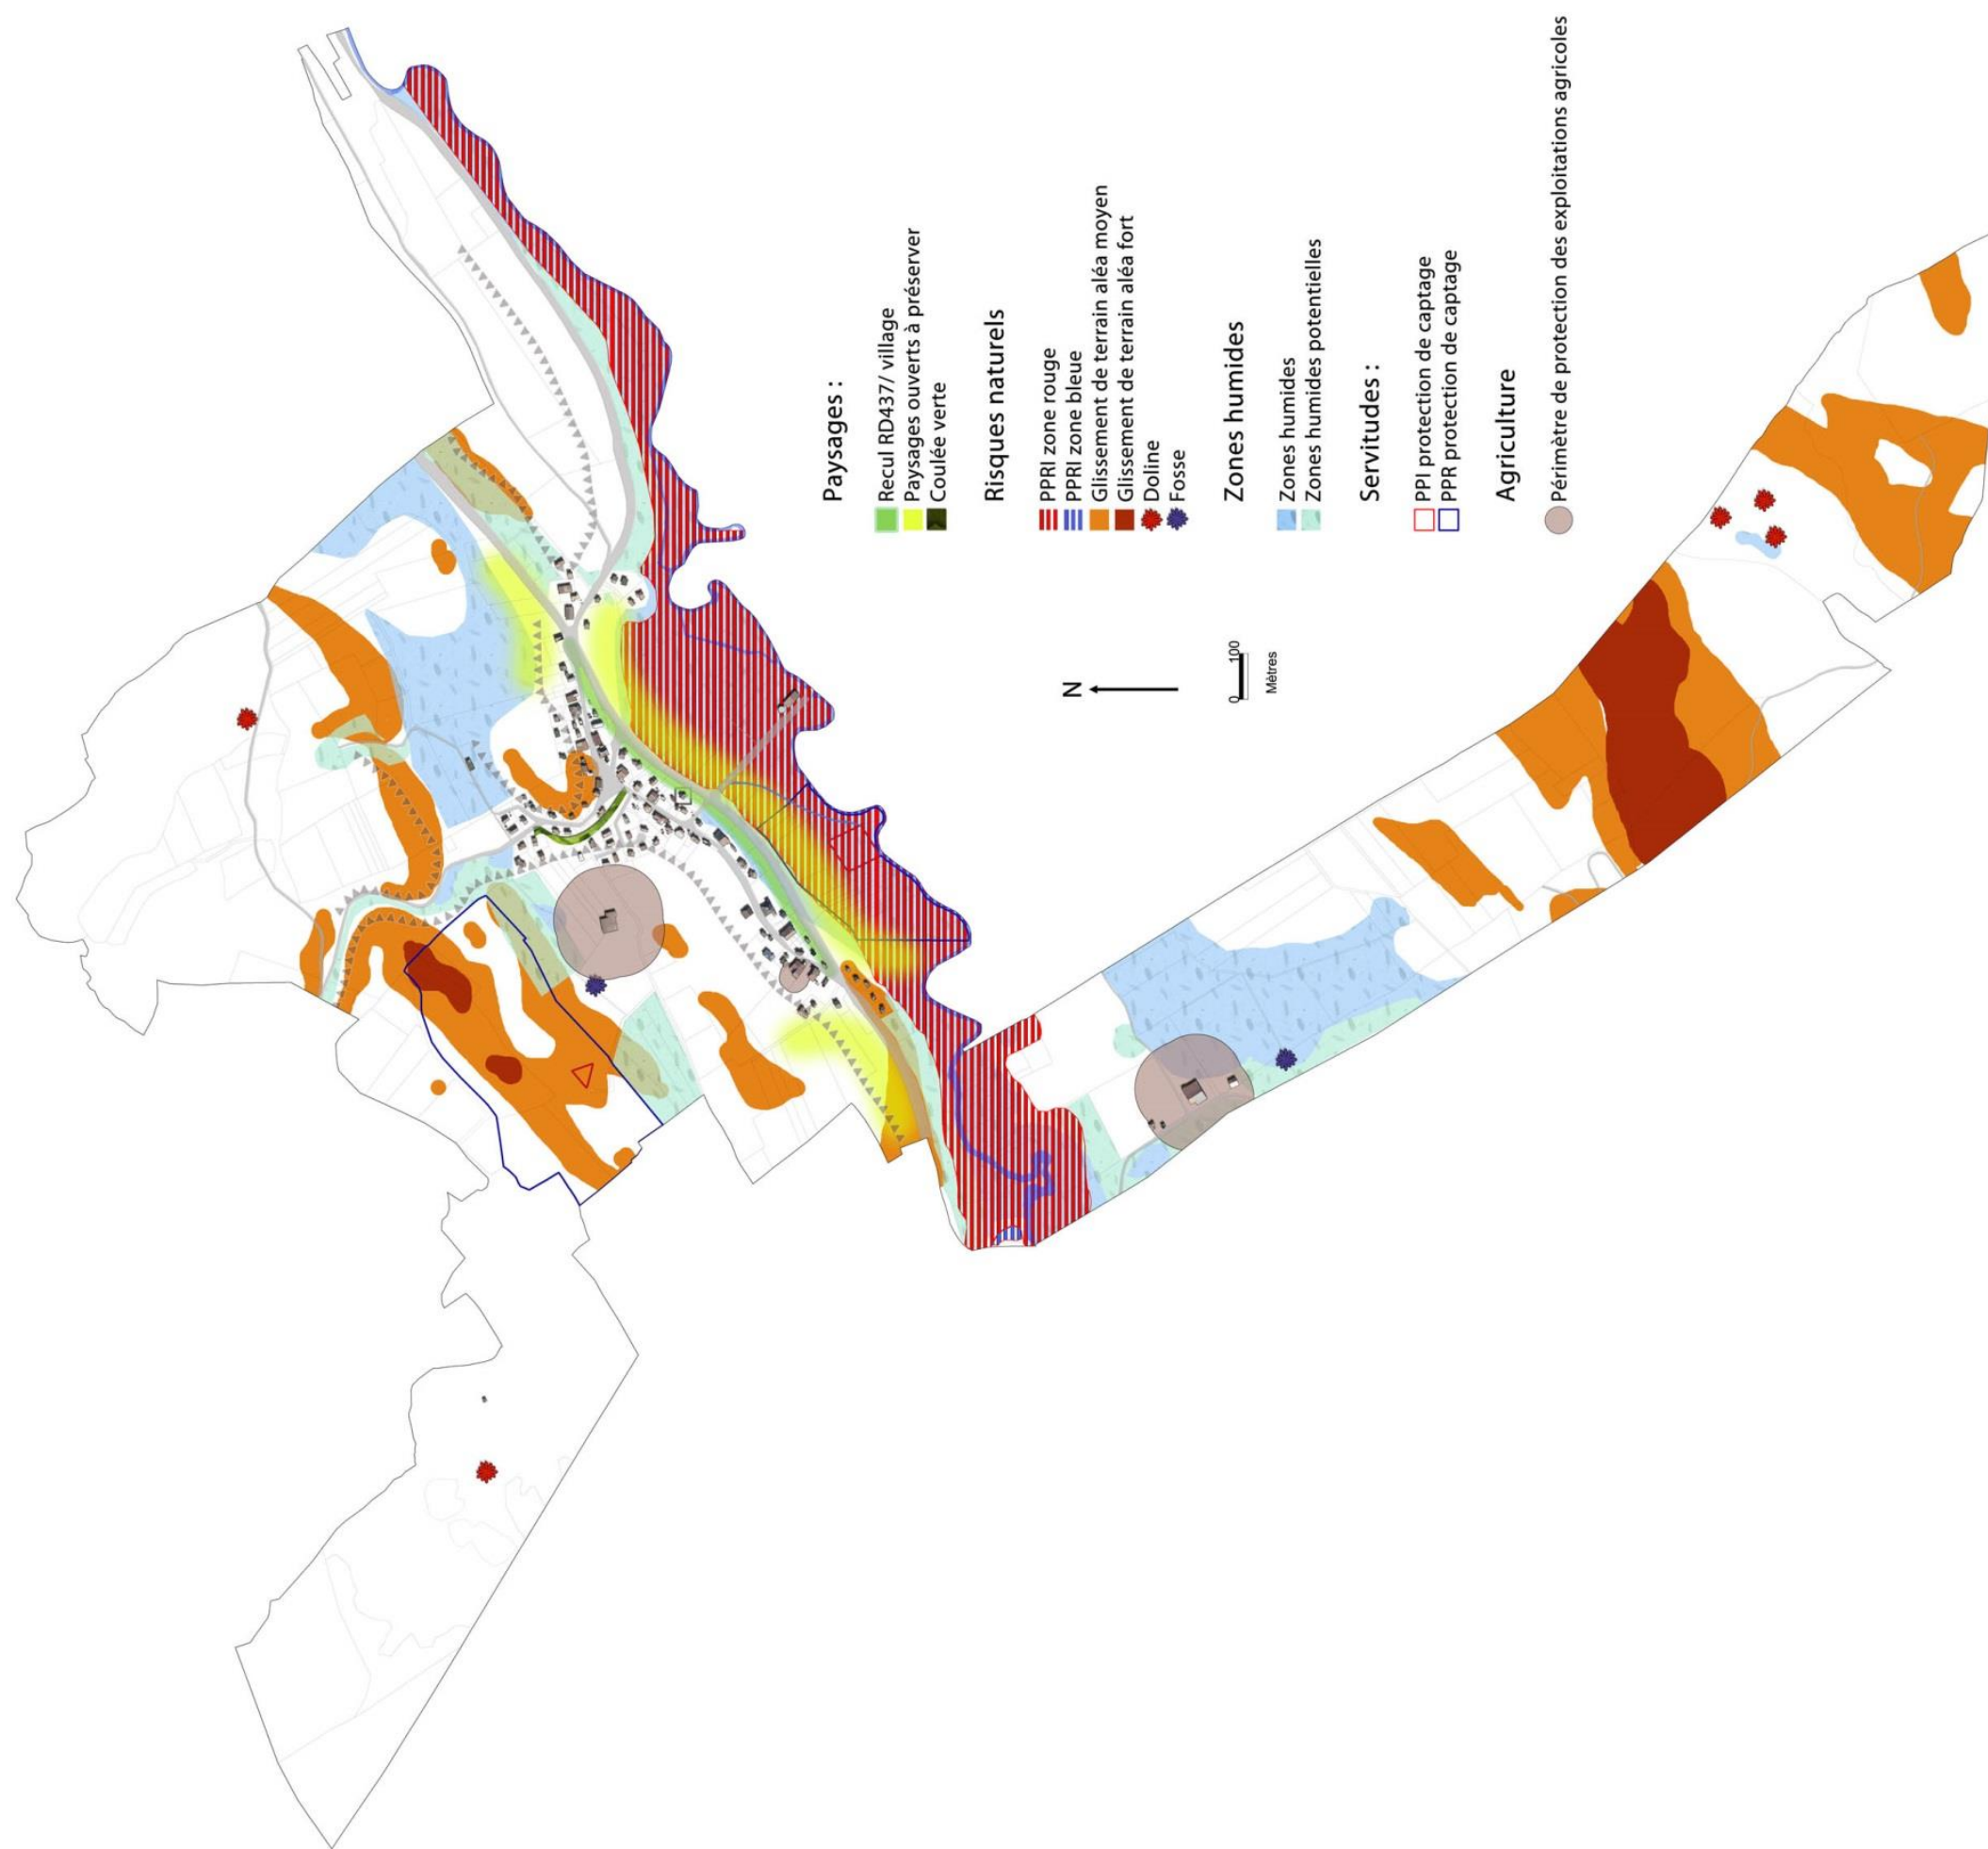 Paysages :
Recul RD437/ village
Paysages ouverts à préserver
Coulée verte
Risques naturels
PPRI zone rouge
PPRI zone bleue
Glissement de terrain aléa moyen
Glissement de terrain aléa fort
Doline
Fosse
Zones humides
Zones humides
Zones humides potentielles
Servitudes :
PPI protection de captage
PPR protection de captage
Agriculture
Périmètre de protection des exploitations agricoles
N
0 100
Mètres